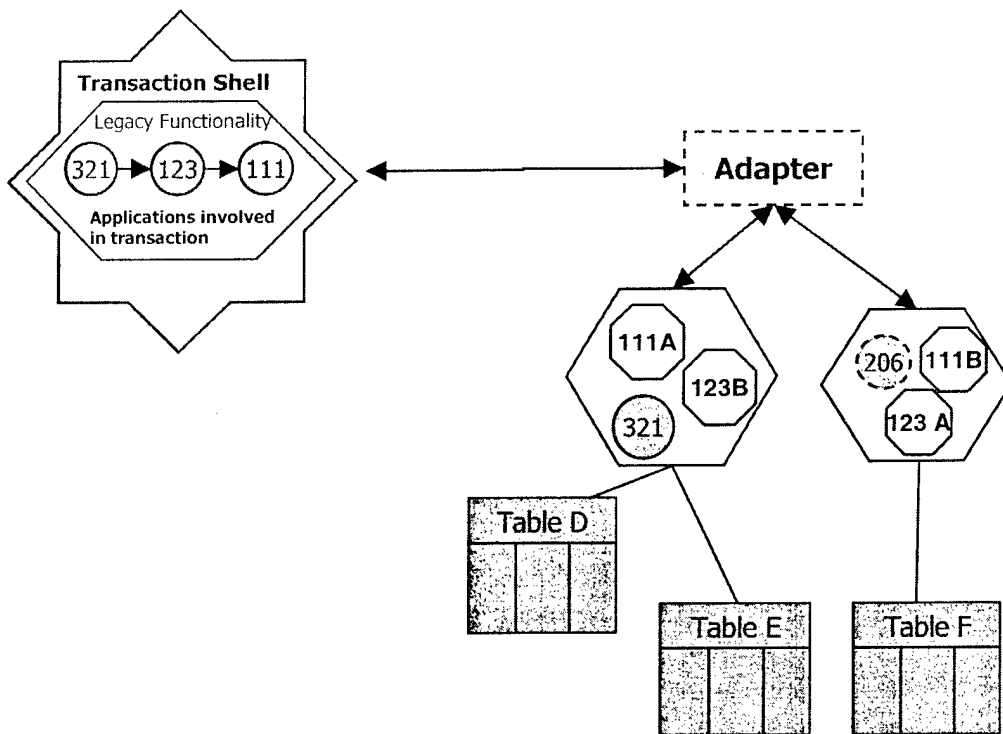 Transaction Shell
Legacy Functionality
321
123
111
Applications involved
in transaction
Adapter
111A
123B
321
206
111B
123 A
Table D
Table E
Table F